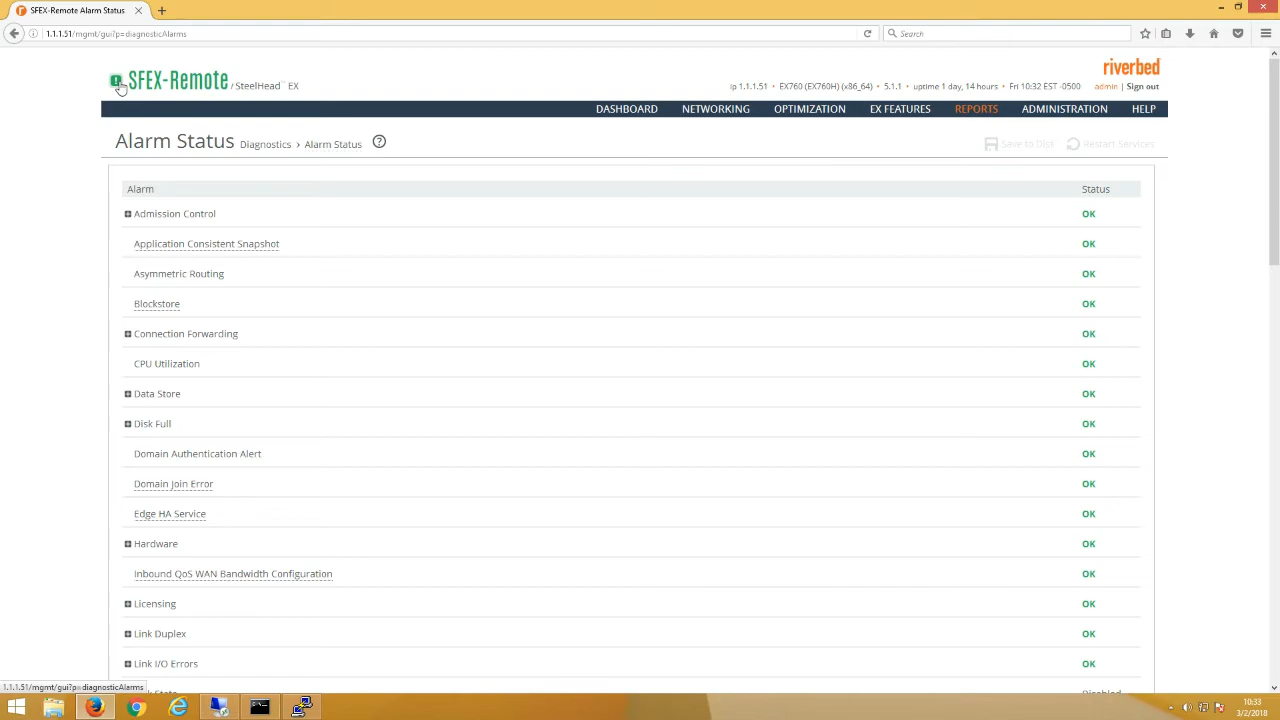 SFEX-Remote Alarm Status
1.1.1.51/mgmt/gui?p=diagnosticAlarms
Search
SFEX-Remote / SteelHead™ EX
riverbed
ip 1.1.1.51 • EX760 (EX760H) (x86_64) • 5.1.1 • uptime 1 day, 14 hours • Fri 10:32 EST -0500
admin | Sign out
DASHBOARD NETWORKING OPTIMIZATION EX FEATURES REPORTS ADMINISTRATION HELP
Alarm Status Diagnostics › Alarm Status ?
Save to Disk Restart Services
Alarm Status
Admission Control OK
Application Consistent Snapshot OK
Asymmetric Routing OK
Blockstore OK
Connection Forwarding OK
CPU Utilization OK
Data Store OK
Disk Full OK
Domain Authentication Alert OK
Domain Join Error OK
Edge HA Service OK
Hardware OK
Inbound QoS WAN Bandwidth Configuration OK
Licensing OK
Link Duplex OK
Link I/O Errors OK
Disabled
1.1.1.51/mgmt/gui?p=diagnosticAlarms
10:33
3/2/2018